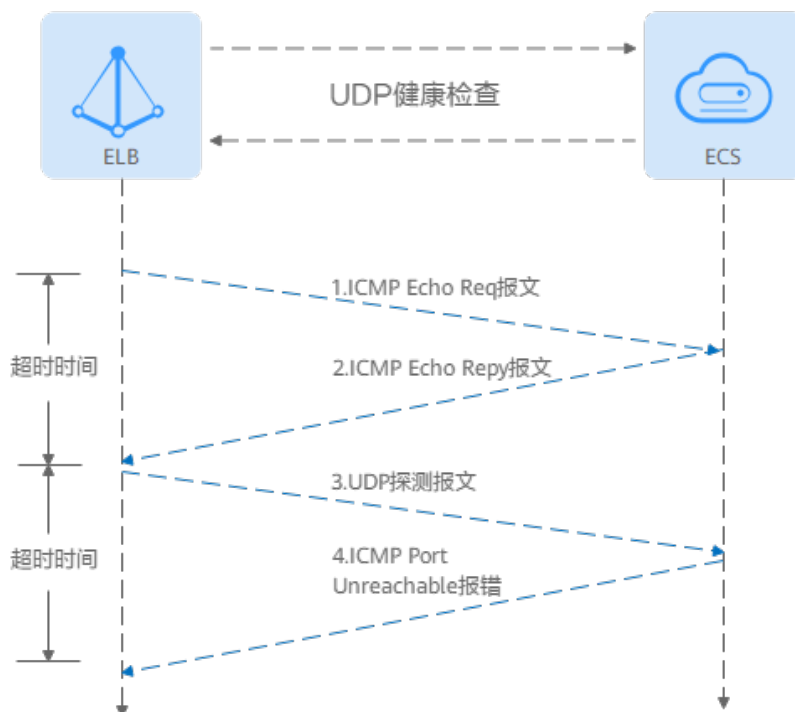 UDP健康检查
ELB
ECS
1.ICMP Echo Req报文
超时时间
2.ICMP Echo Repy报文
3.UDP探测报文
超时时间
4.ICMP Port
Unreachable报错